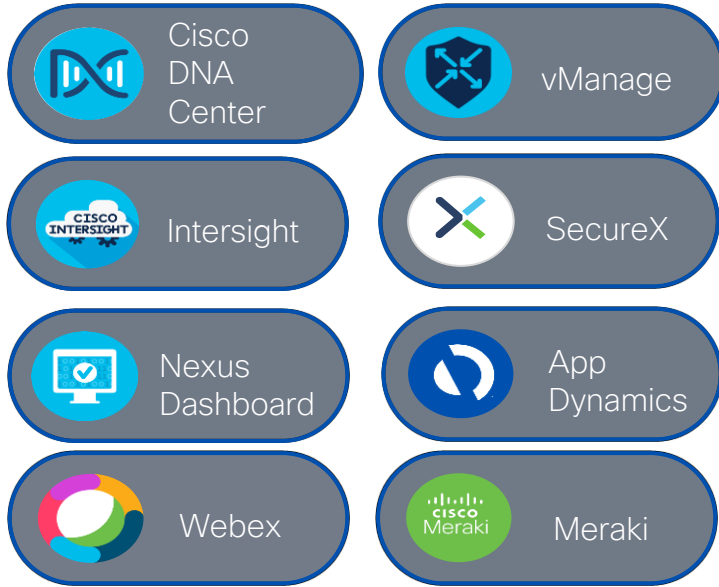 Cisco
DNA
Center
vManage
CISCO
INTERSIGHT
Intersight
SecureX
Nexus
Dashboard
App
Dynamics
Webex
CISCO
Meraki
Meraki